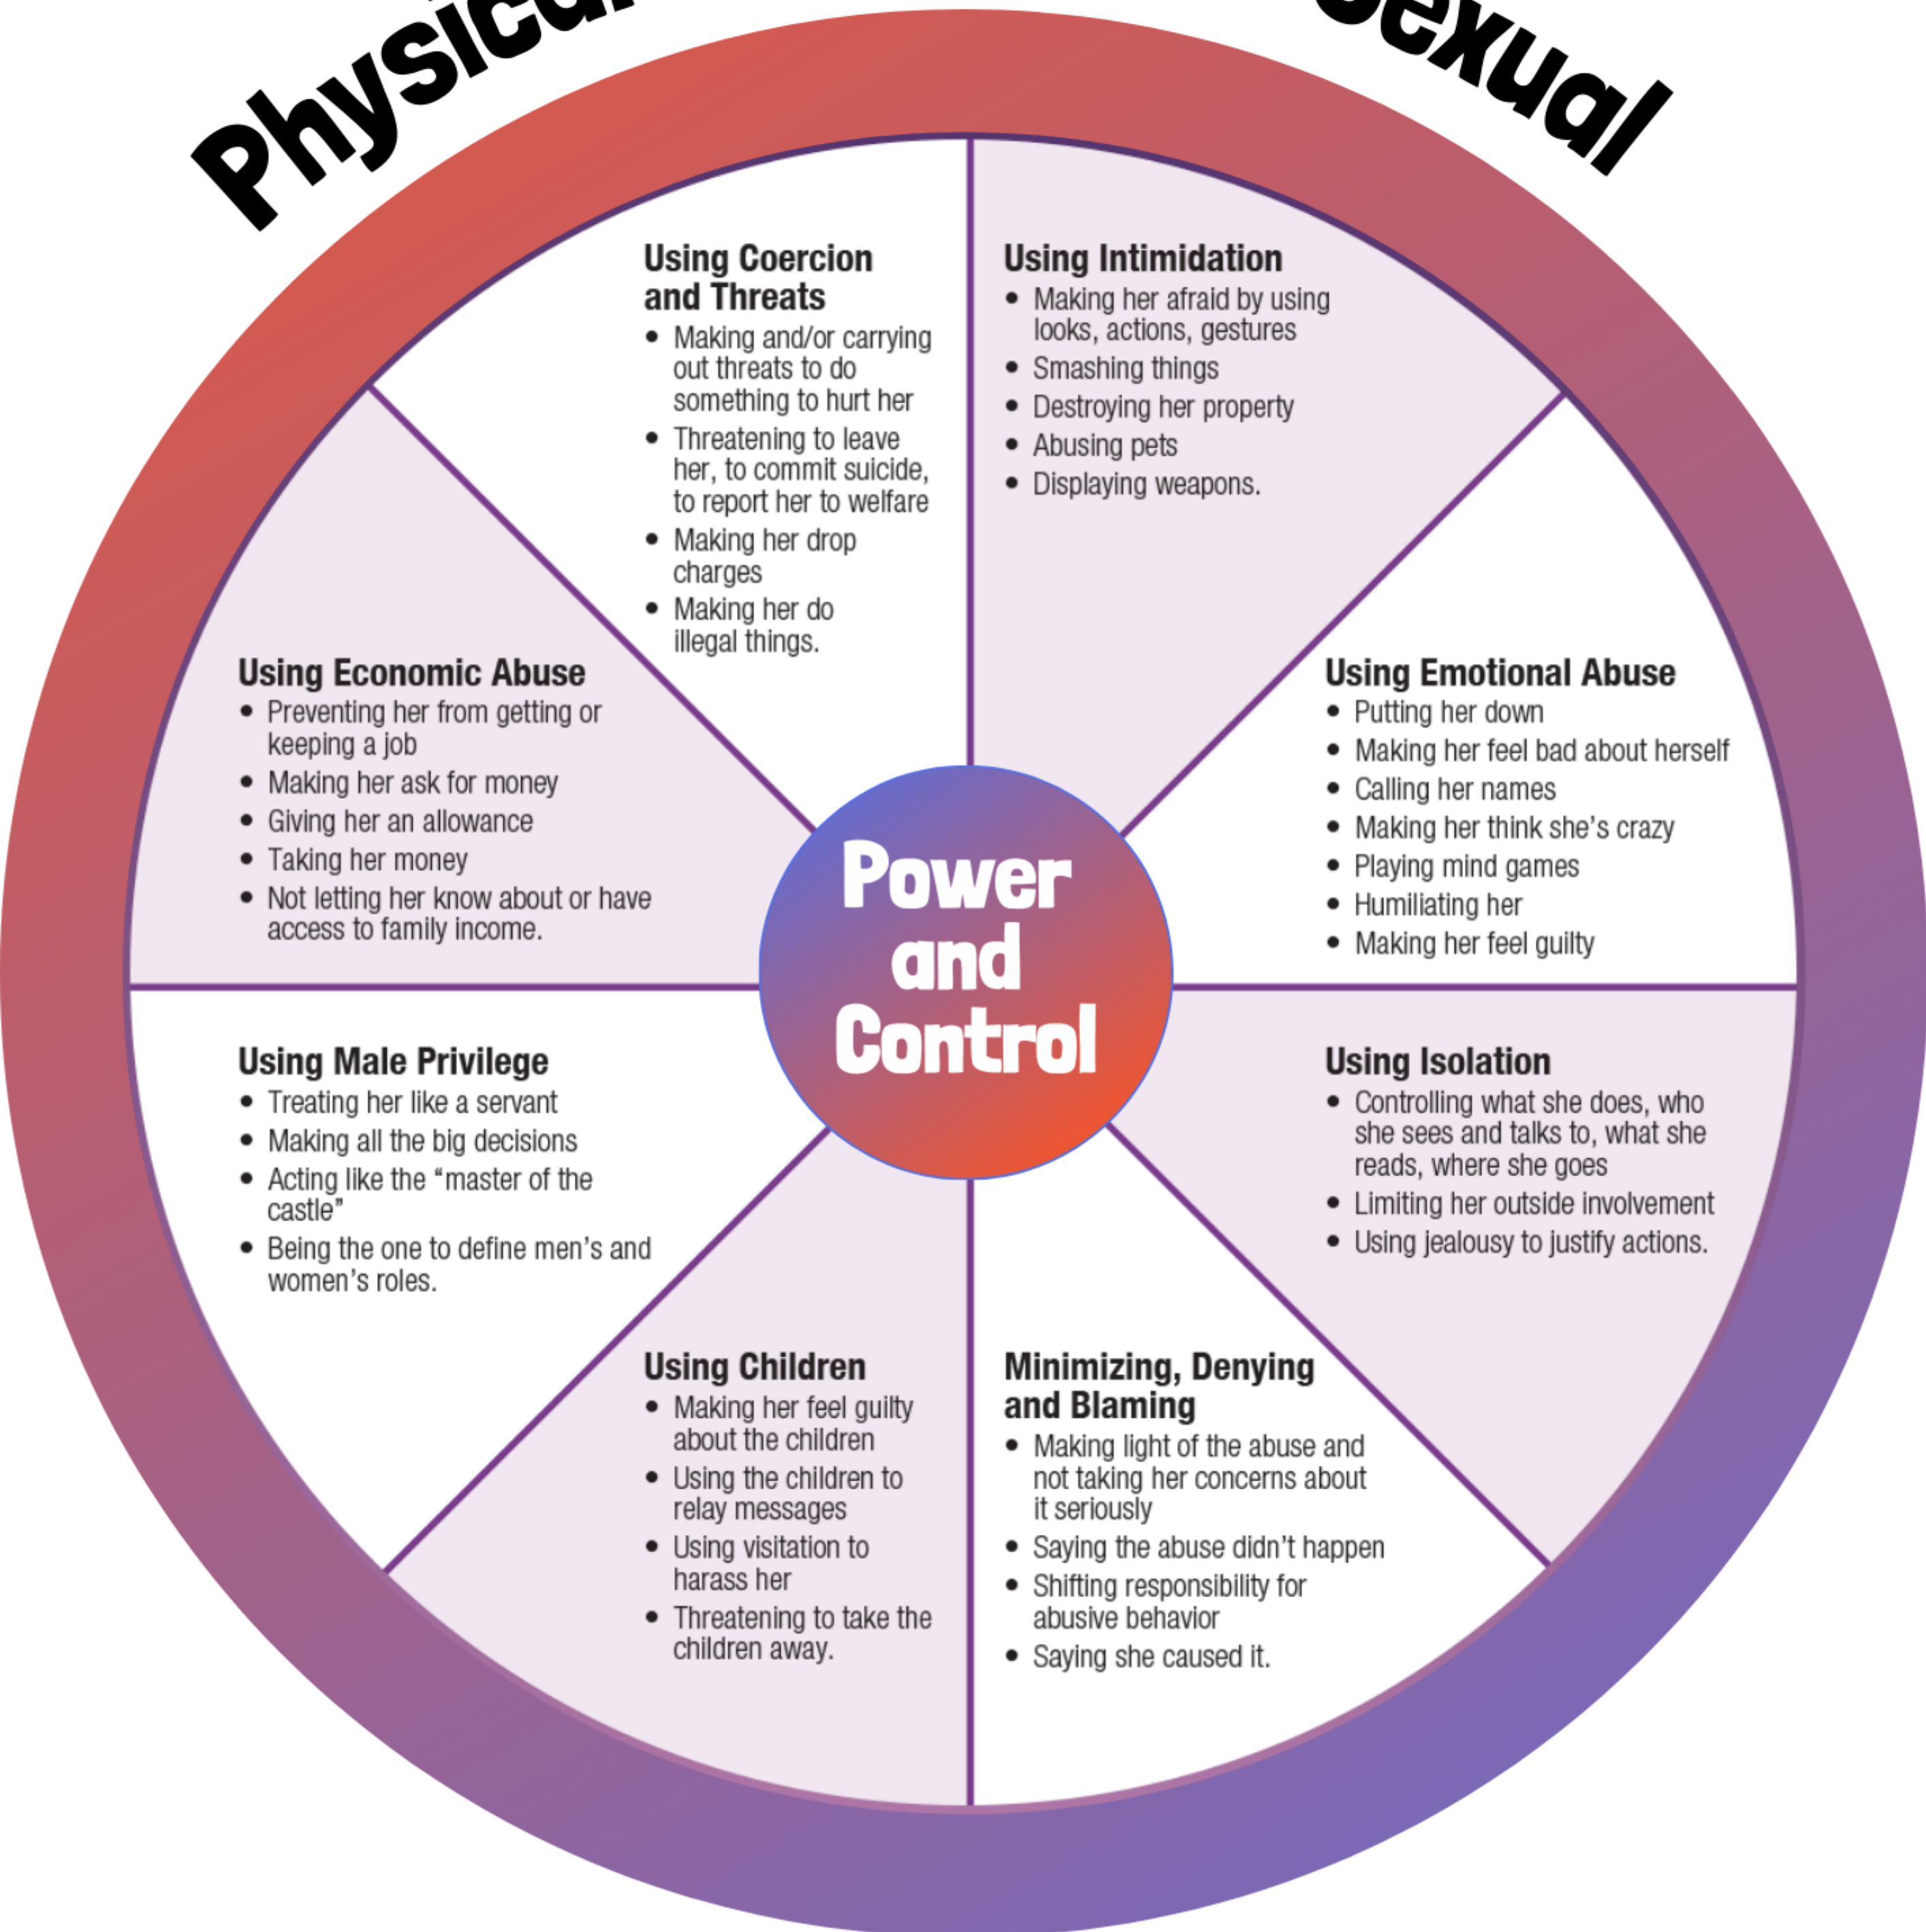 Physical
Sexual
Using Coercion
and Threats
• Making and/or carrying
out threats to do
something to hurt her
• Threatening to leave
her, to commit suicide,
to report her to welfare
• Making her drop
charges
• Making her do
illegal things.
Using Intimidation
• Making her afraid by using
looks, actions, gestures
• Smashing things
• Destroying her property
• Abusing pets
• Displaying weapons.
Using Economic Abuse
• Preventing her from getting or
keeping a job
• Making her ask for money
• Giving her an allowance
• Taking her money
• Not letting her know about or have
access to family income.
Using Emotional Abuse
• Putting her down
• Making her feel bad about herself
• Calling her names
• Making her think she's crazy
• Playing mind games
• Humiliating her
• Making her feel guilty
Power
and
Control
Using Male Privilege
• Treating her like a servant
• Making all the big decisions
• Acting like the “master of the
castle”
• Being the one to define men's and
women's roles.
Using Isolation
• Controlling what she does, who
she sees and talks to, what she
reads, where she goes
• Limiting her outside involvement
• Using jealousy to justify actions.
Using Children
• Making her feel guilty
about the children
• Using the children to
relay messages
• Using visitation to
harass her
• Threatening to take the
children away.
Minimizing, Denying
and Blaming
• Making light of the abuse and
not taking her concerns about
it seriously
• Saying the abuse didn't happen
• Shifting responsibility for
abusive behavior
• Saying she caused it.